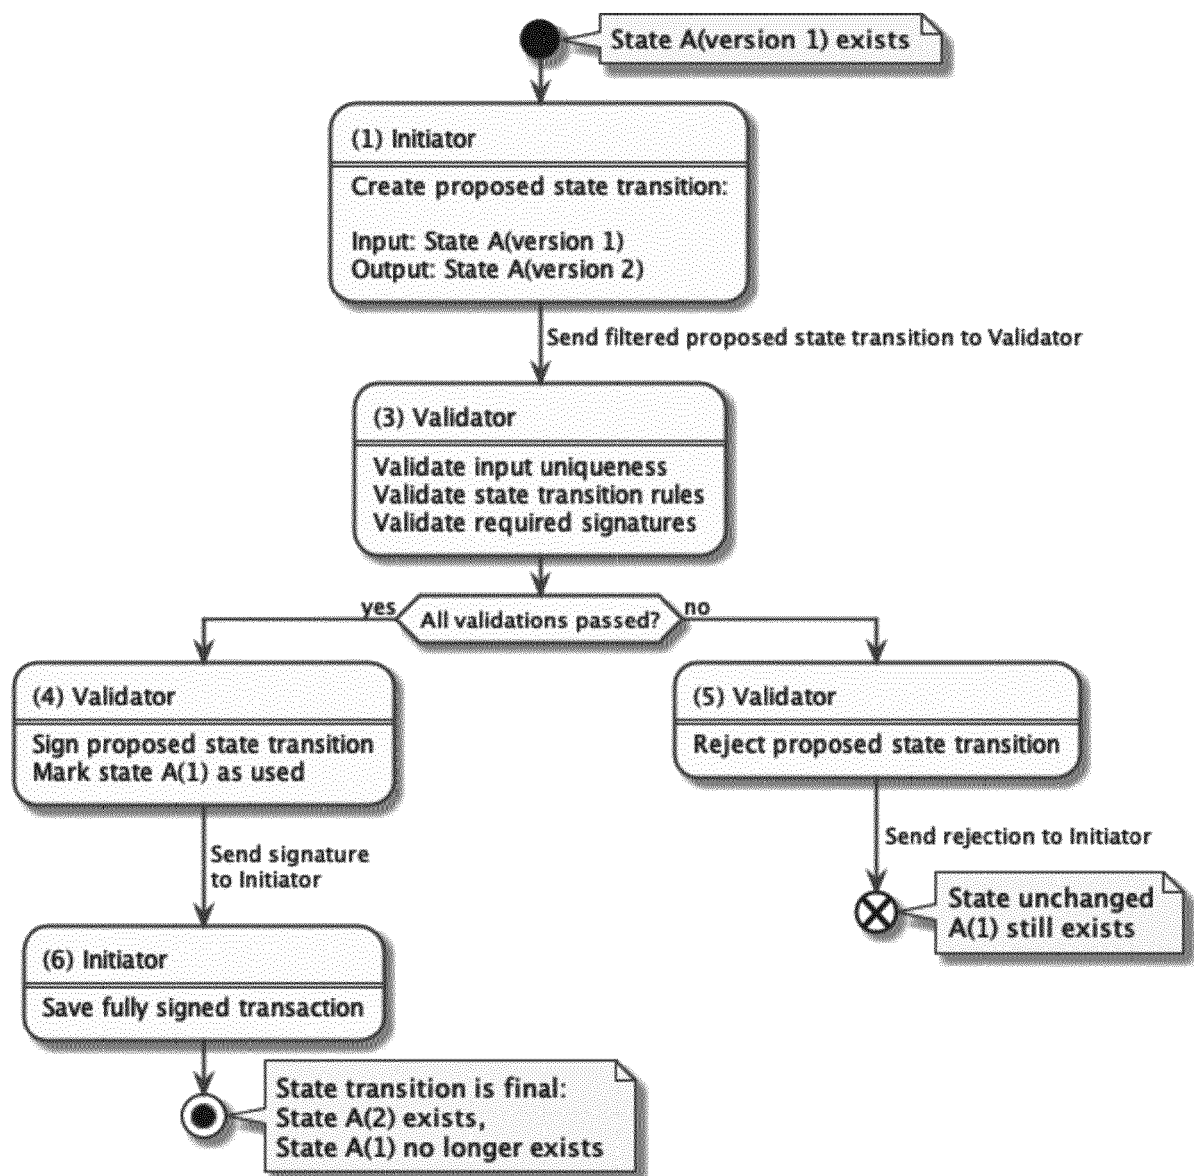 State A(version 1) exists
(1) Initiator
Create proposed state transition:
Input: State A(version 1)
Output: State A(version 2)
Send filtered proposed state transition to Validator
(3) Validator
Validate input uniqueness
Validate state transition rules
Validate required signatures
yes
All validations passed?
no
(4) Validator
Sign proposed state transition
Mark state A(1) as used
(5) Validator
Reject proposed state transition
Send signature
to Initiator
Send rejection to Initiator
State unchanged
A(1) still exists
(6) Initiator
Save fully signed transaction
State transition is final:
State A(2) exists,
State A(1) no longer exists